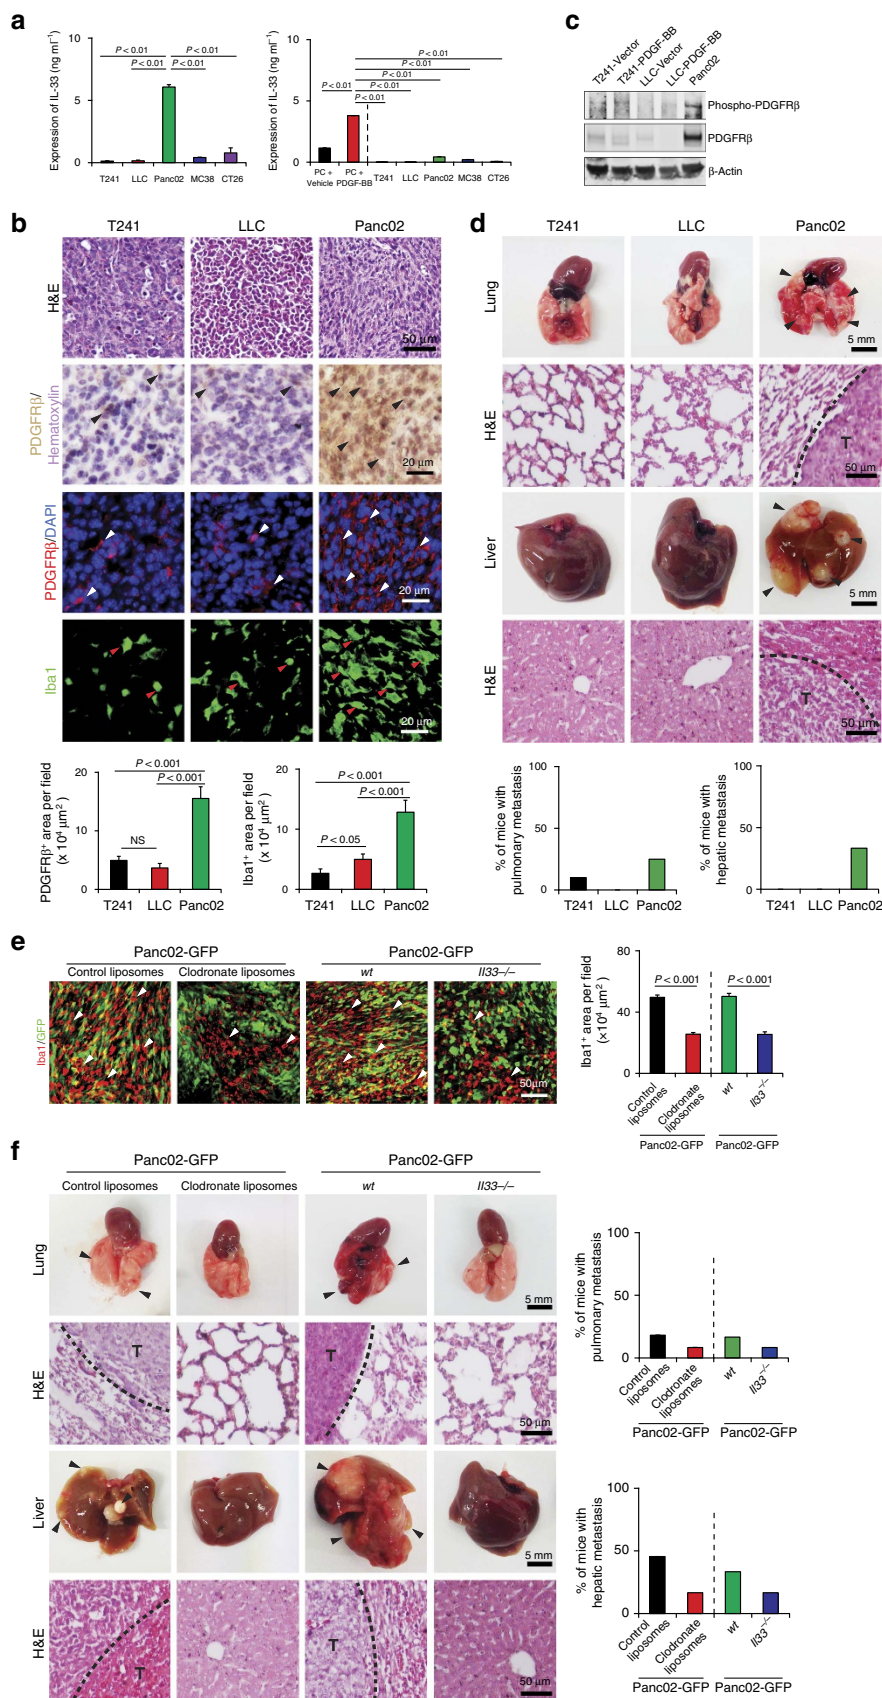 a
Expression of IL-33 (ng ml⁻¹)
10
5
0
P < 0.01
P < 0.01
P < 0.01
P < 0.01
T241 LLC Panc02 MC38 CT26
Expression of IL-33 (ng ml⁻¹)
10
5
0
P < 0.01
P < 0.01
P < 0.01
P < 0.01
P < 0.01
P < 0.01
PC + Vehicle
PC + PDGF-BB
T241 LLC Panc02 MC38 CT26
c
T241-Vector
T241-PDGF-BB
LLC-Vector
LLC-PDGF-BB
Panc02
Phospho-PDGFRβ
PDGFRβ
β-Actin
b
T241 LLC Panc02
H&E
50 μm
PDGFRβ/
Hematoxylin
20 μm
PDGFRβ/DAPI
20 μm
Iba1
20 μm
PDGFRβ⁺ area per field
(x 10⁴ μm²)
20
10
0
P < 0.001
P < 0.001
NS
T241 LLC Panc02
Iba1⁺ area per field
(x 10⁴ μm²)
20
10
0
P < 0.001
P < 0.001
P < 0.05
T241 LLC Panc02
d
T241 LLC Panc02
Lung
5 mm
H&E
T
50 μm
Liver
5 mm
H&E
T
50 μm
% of mice with
pulmonary metastasis
100
50
0
T241 LLC Panc02
% of mice with
hepatic metastasis
100
50
0
T241 LLC Panc02
e
Panc02-GFP Panc02-GFP
Control liposomes Clodronate liposomes wt Il33–/–
Iba1/GFP
50μm
Iba1⁺ area per field
(×10⁴ μm²)
80
40
0
P < 0.001 P < 0.001
Control
liposomes
Clodronate
liposomes
wt
Il33⁻/⁻
Panc02-GFP Panc02-GFP
f
Panc02-GFP Panc02-GFP
Control liposomes Clodronate liposomes wt Il33–/–
Lung
5 mm
H&E
T
T
50 μm
Liver
5 mm
H&E
T
T
50 μm
% of mice with
pulmonary metastasis
100
50
0
Control
liposomes
Clodronate
liposomes
wt
Il33⁻/⁻
Panc02-GFP Panc02-GFP
% of mice with
hepatic metastasis
100
50
0
Control
liposomes
Clodronate
liposomes
wt
Il33⁻/⁻
Panc02-GFP Panc02-GFP